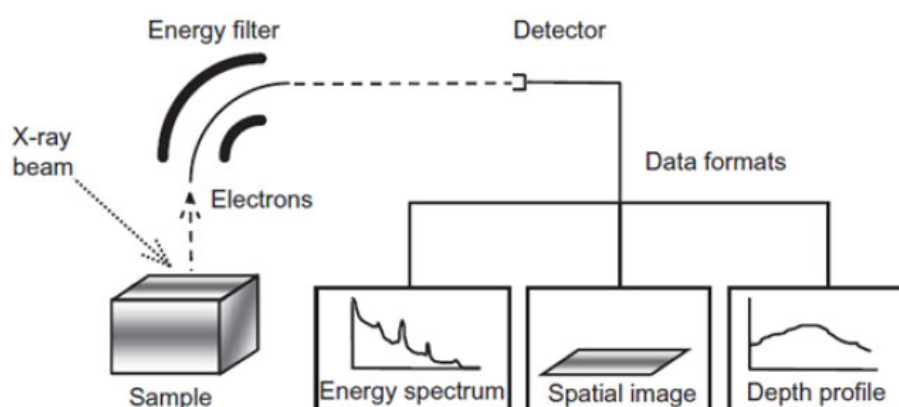 Energy filter
Detector
X-ray
beam
Electrons
Data formats
Sample
Energy spectrum
Spatial image
Depth profile